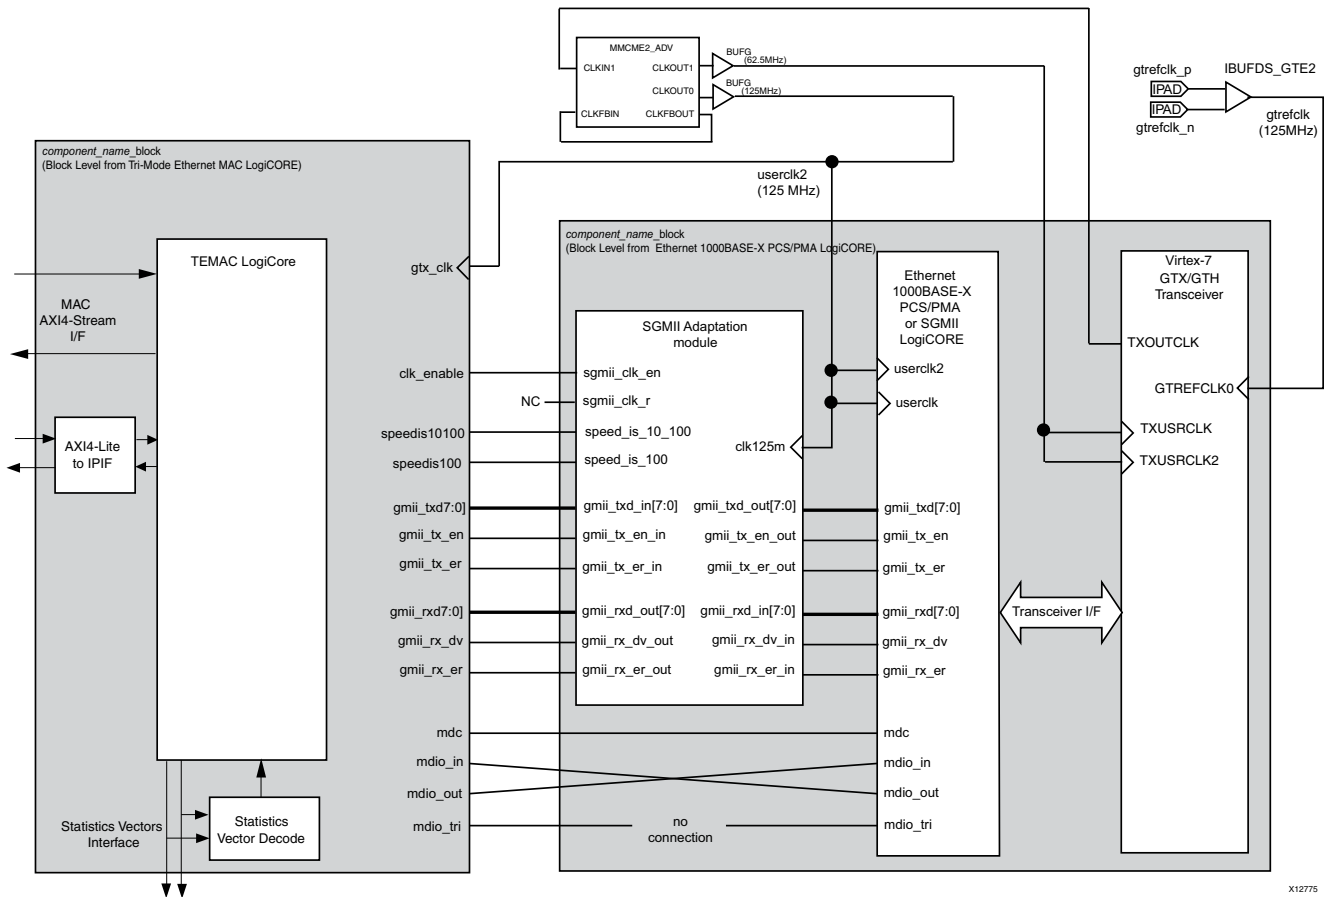 MMCME2_ADV
CLKIN1
CLKOUT1
CLKOUT0
CLKFBIN
CLKFBOUT
BUFG
(62.5MHz)
BUFG
(125MHz)
gtrefclk_p
IPAD
IPAD
gtrefclk_n
IBUFDS_GTE2
gtrefclk
(125MHz)
component_name_block
(Block Level from Tri-Mode Ethernet MAC LogiCORE)
userclk2
(125 MHz)
TEMAC LogiCore
gtx_clk
MAC
AXI4-Stream
I/F
AXI4-Lite
to IPIF
clk_enable
speedis10100
speedis100
gmii_txd7:0]
gmii_tx_en
gmii_tx_er
gmii_rxd7:0]
gmii_rx_dv
gmii_rx_er
mdc
mdio_in
mdio_out
mdio_tri
Statistics Vectors
Interface
Statistics
Vector Decode
component_name_block
(Block Level from Ethernet 1000BASE-X PCS/PMA LogiCORE)
SGMII Adaptation
module
NC
sgmii_clk_en
sgmii_clk_r
speed_is_10_100
speed_is_100
clk125m
gmii_txd_in[7:0]
gmii_txd_out[7:0]
gmii_tx_en_in
gmii_tx_en_out
gmii_tx_er_in
gmii_tx_er_out
gmii_rxd_out[7:0]
gmii_rxd_in[7:0]
gmii_rx_dv_out
gmii_rx_dv_in
gmii_rx_er_out
gmii_rx_er_in
no
connection
Ethernet
1000BASE-X
PCS/PMA
or SGMII
LogiCORE
userclk2
userclk
gmii_txd[7:0]
gmii_tx_en
gmii_tx_er
gmii_rxd[7:0]
gmii_rx_dv
gmii_rx_er
mdc
mdio_in
mdio_out
mdio_tri
Transceiver I/F
Virtex-7
GTX/GTH
Transceiver
TXOUTCLK
GTREFCLK0
TXUSRCLK
TXUSRCLK2
X12775